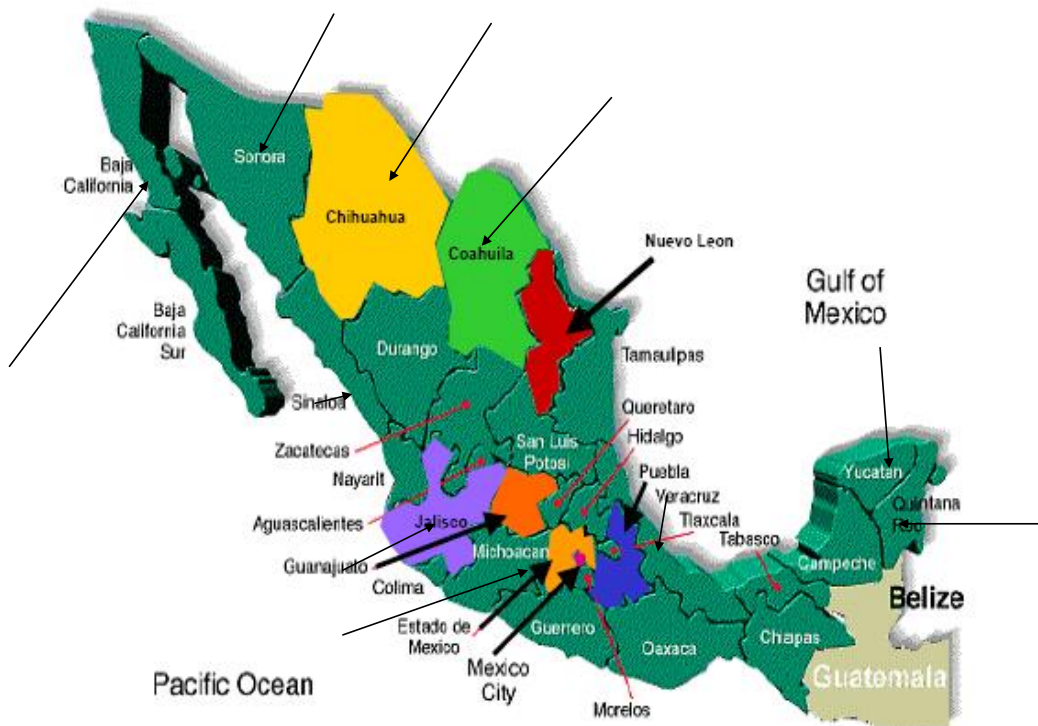 Sonora
Baja
California
Chihuahua
Coahuila
Nuevo Leon
Gulf of
Mexico
Baja
California
Sur
Durango
Tamaulipas
Sinaloa
Queretaro
Zacatecas
San Luis
Potosi
Hidalgo
Nayarit
Puebla
Yucatan
Veracruz
Quintana
Roo
Aguascalientes
Jalisco
Tlaxcala
Tabasco
Guanajuato
Michoacan
Campeche
Colima
Belize
Estado de
Mexico
Guerrero
Oaxaca
Chiapas
Mexico
City
Guatemala
Pacific Ocean
Morelos